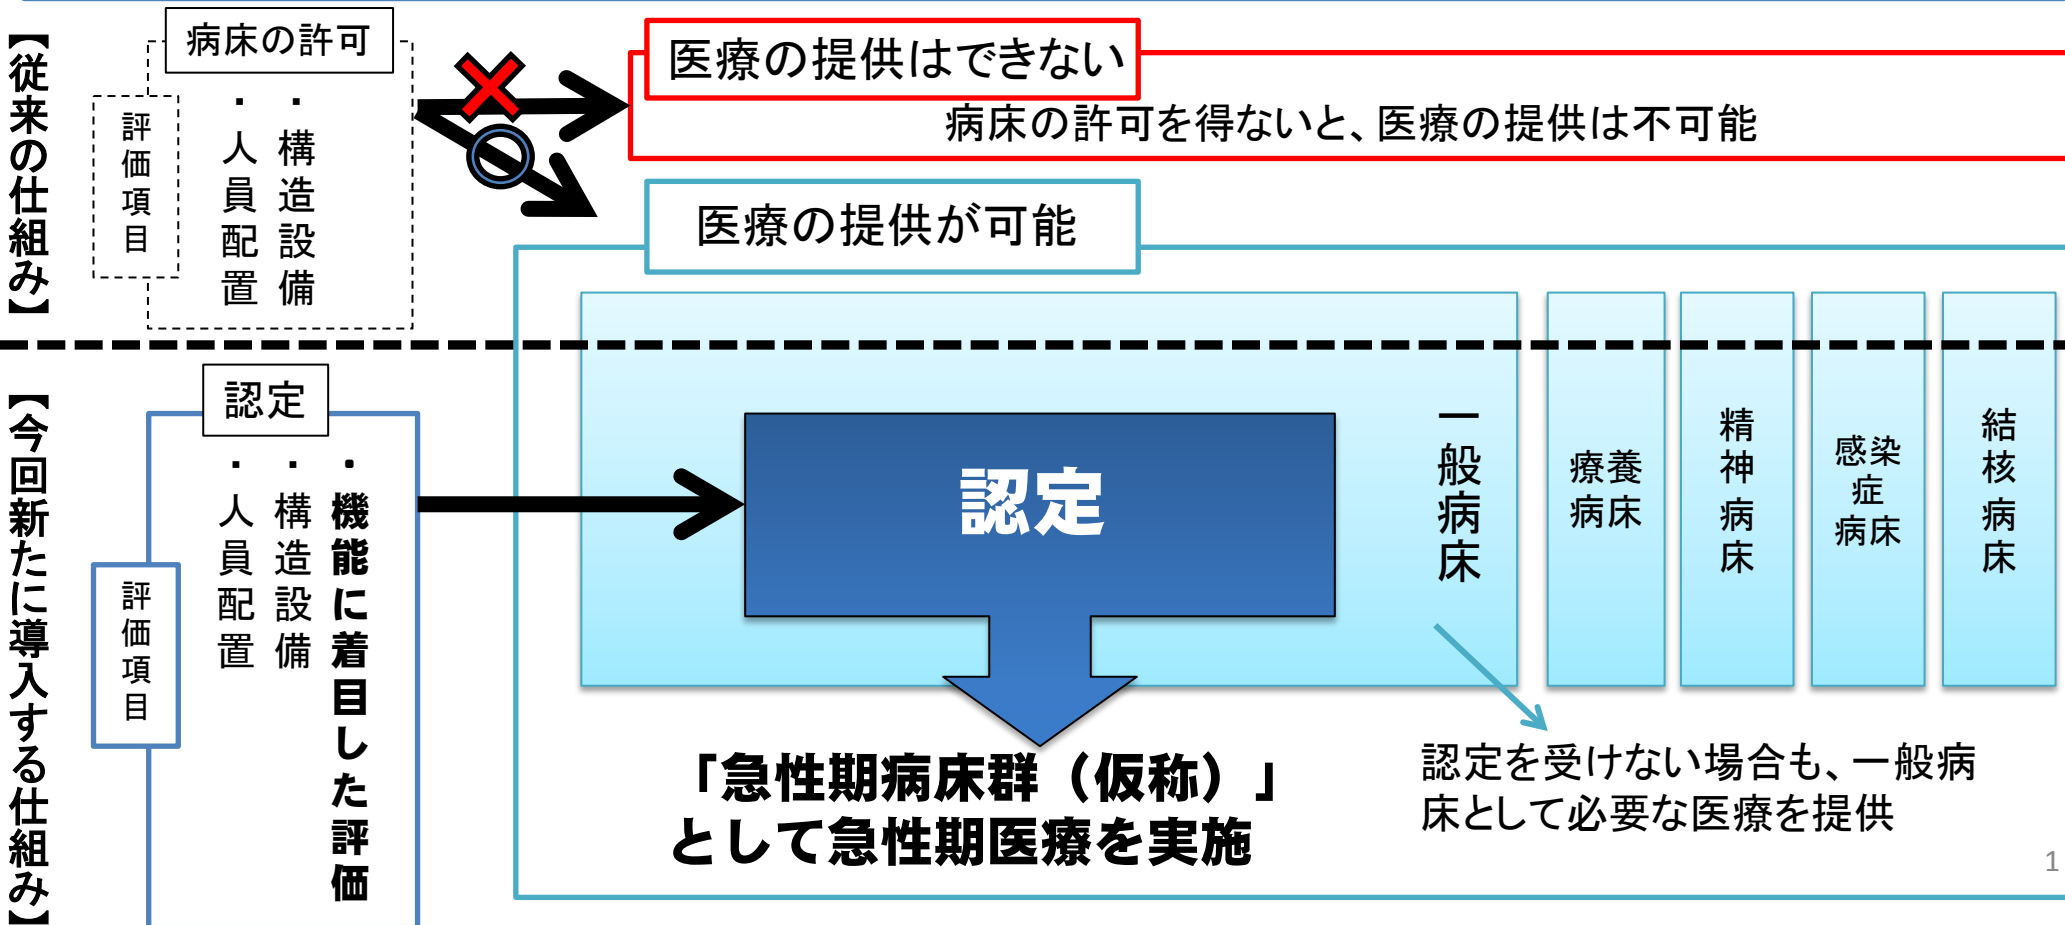 【従来の仕組み】
病床の許可
評価項目
・構造設備
・人員配置
医療の提供はできない
病床の許可を得ないと、医療の提供は不可能
医療の提供が可能
【今回新たに導入する仕組み】
認定
評価項目
・機能に着目した評価
・構造設備
・人員配置
認定
一般病床
療養
病床
精神病床
感染
症
病床
結核病床
「急性期病床群（仮称）」
として急性期医療を実施
認定を受けない場合も、一般病
床として必要な医療を提供
1